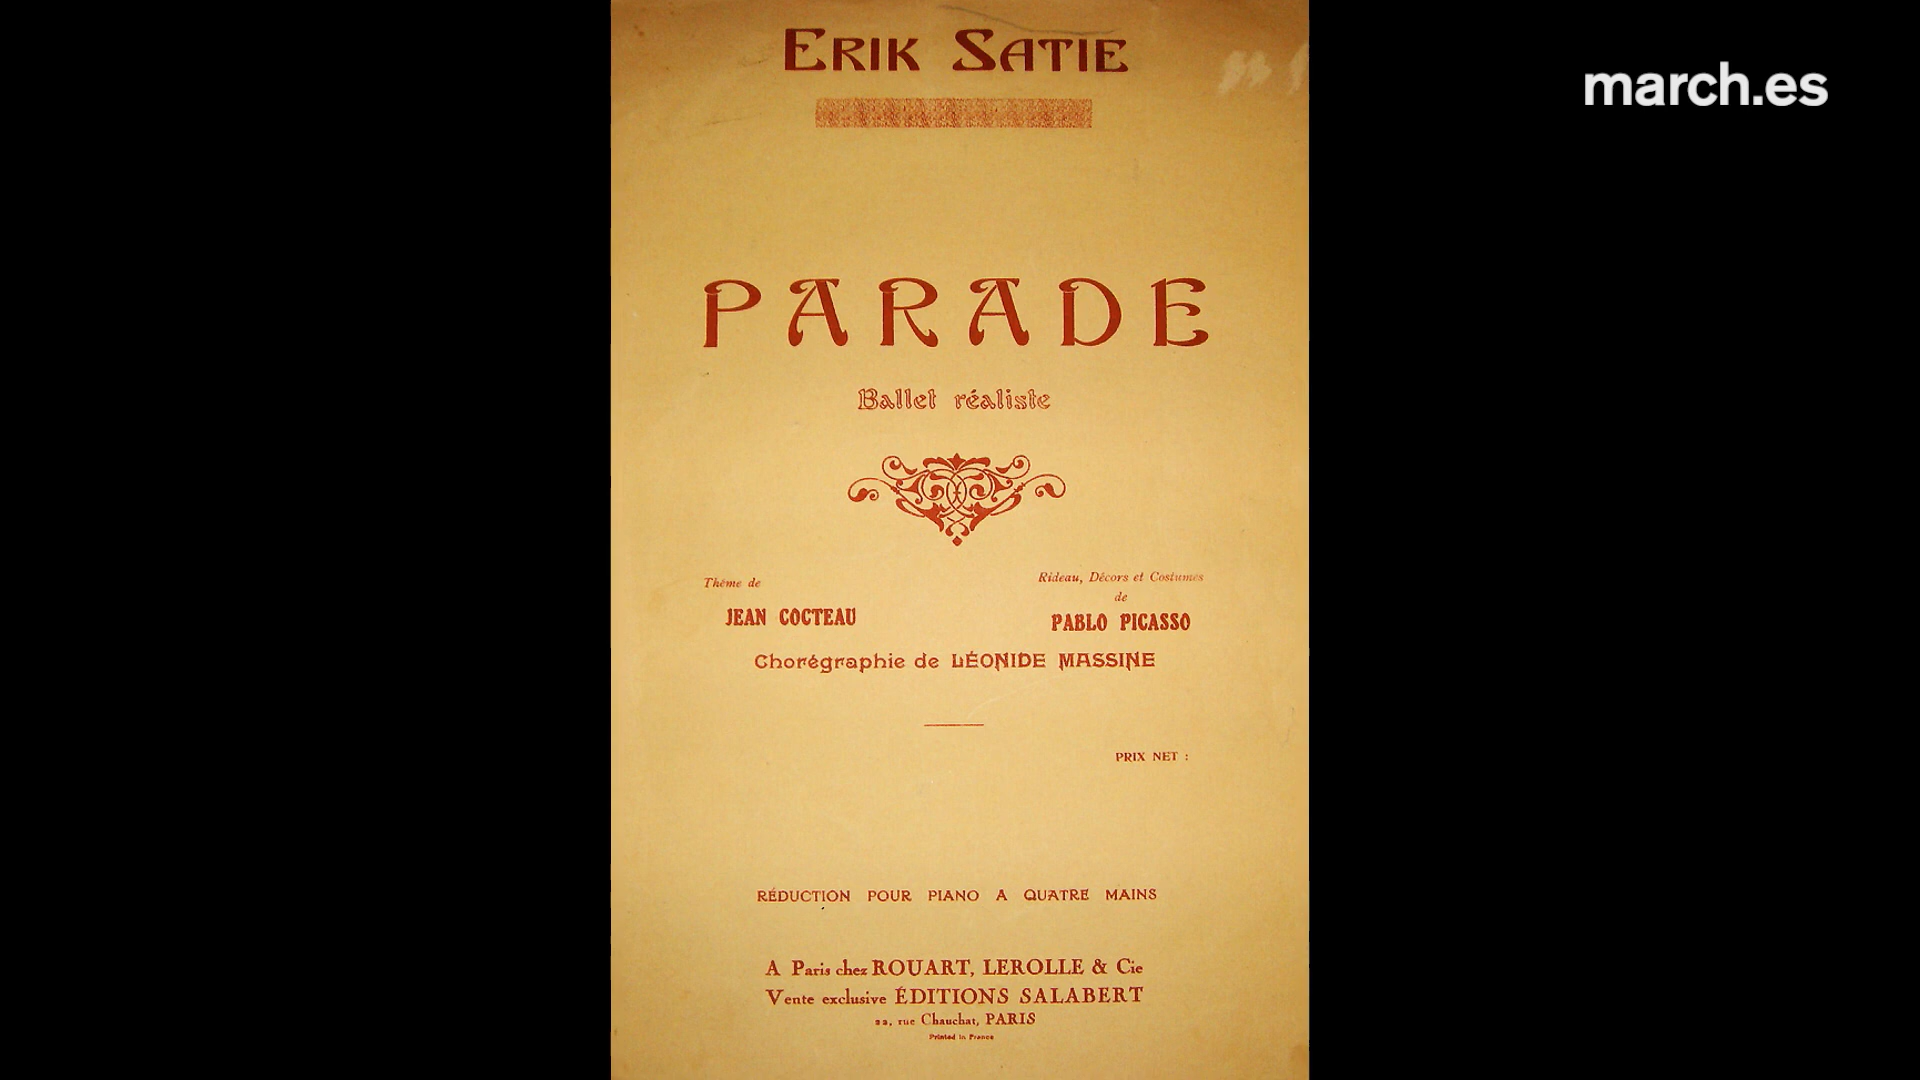 ERIK SATIE
march.es
PARADE
Ballet réaliste
Thème de
JEAN COCTEAU
Rideau, Décors et Costumes
de
PABLO PICASSO
Chorégraphie de LÉONIDE MASSINE
PRIX NET :
RÉDUCTION POUR PIANO A QUATRE MAINS
A Paris chez ROUART, LEROLLE & Cie
Vente exclusive ÉDITIONS SALABERT
22, rue Chauchat, PARIS
Printed in France